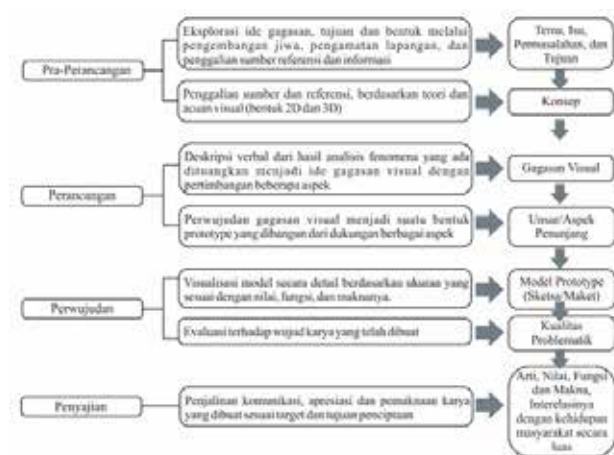 Eksplorasi ide gagasan, tujuan dan bentuk melalui
pengembangan jiwa, pengamatan lapangan, dan
penggalian sumber referensi dan informasi
Tema, Isu,
Permasalahan, dan
Tujuan
Pra-Perancangan
Penggalian sumber dan referensi, berdasarkan teori dan
acuan visual (bentuk 2D dan 3D)
Konsep
Deskripsi verbal dari hasil analisis fenomena yang ada
dituangkan menjadi ide gagasan visual dengan
pertimbangan beberapa aspek
Gagasan Visual
Perancangan
Perwujudan gagasan visual menjadi suatu bentuk
prototype yang dibangun dari dukungan berbagai aspek
Unsur/Aspek
Penunjang
Visualisasi model secara detail berdasarkan ukuran yang
sesuai dengan nilai, fungsi, dan maknanya.
Model Prototype
(Sketsa/Maket)
Perwujudan
Evaluasi terhadap wujud karya yang telah dibuat
Kualitas
Problematik
Penyajian
Penjalinan komunikasi, apresiasi dan pemaknaan karya
yang dibuat sesuai target dan tujuan penciptaan
Arti, Nilai, Fungsi
dan Makna,
Interelasinya
dengan kehidupan
masyarakat secara
luas